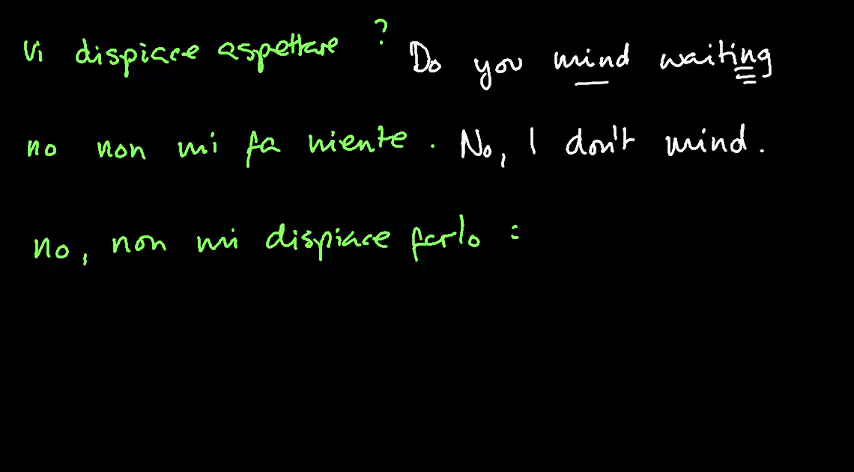 vi dispiace aspettare ? Do you mind waiting
no non mi fa niente . No, I don't mind .
no, non mi dispiace farlo =